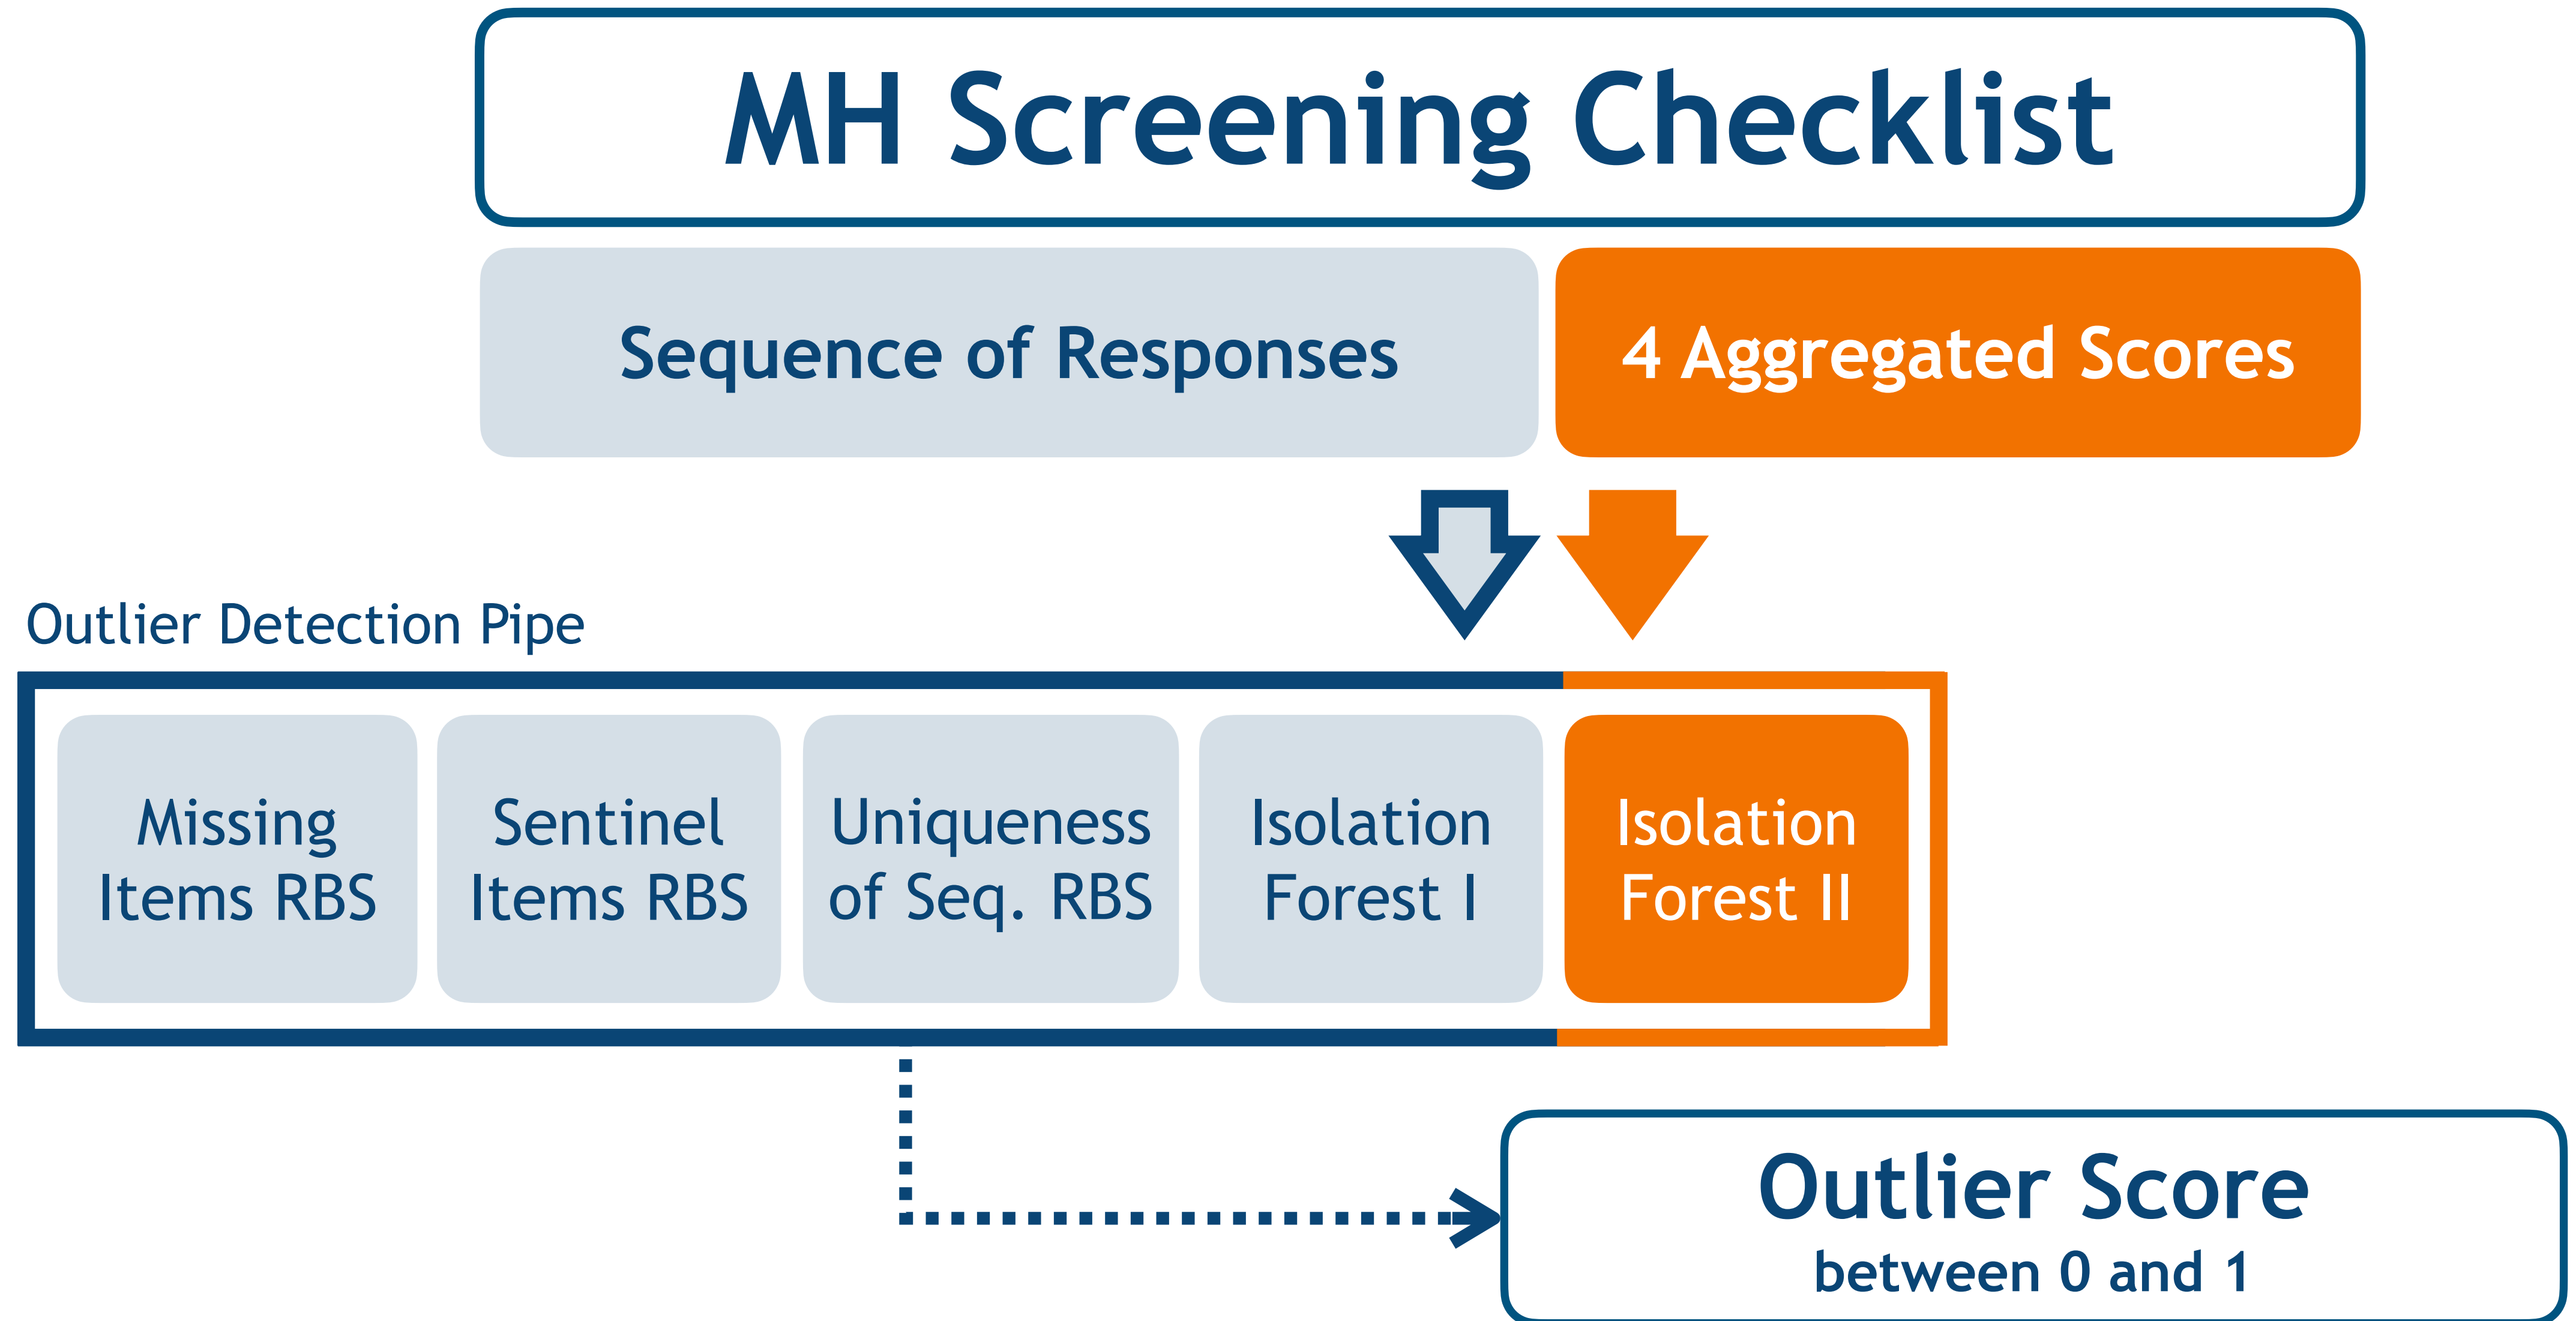 MH Screening Checklist
Sequence of Responses
4 Aggregated Scores
Outlier Detection Pipe
Missing
Items RBS
Sentinel
Items RBS
Uniqueness
of Seq. RBS
Isolation
Forest I
Isolation
Forest II
Outlier Score
between 0 and 1